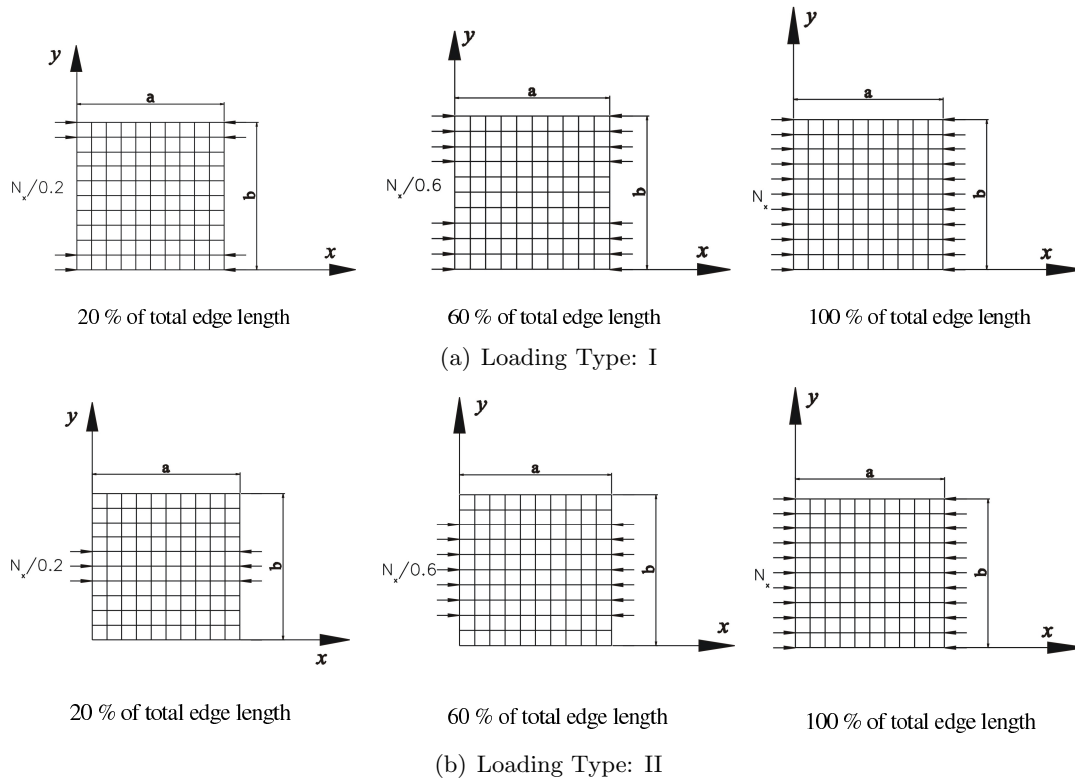 y
y
y
a
a
a
N_x/0.2
b
N_x/0.6
b
N_x
b
x
x
x
20 % of total edge length
60 % of total edge length
100 % of total edge length
(a) Loading Type: I
y
y
y
a
a
a
N_x/0.2
b
N_x/0.6
b
N_x
b
x
x
x
20 % of total edge length
60 % of total edge length
100 % of total edge length
(b) Loading Type: II